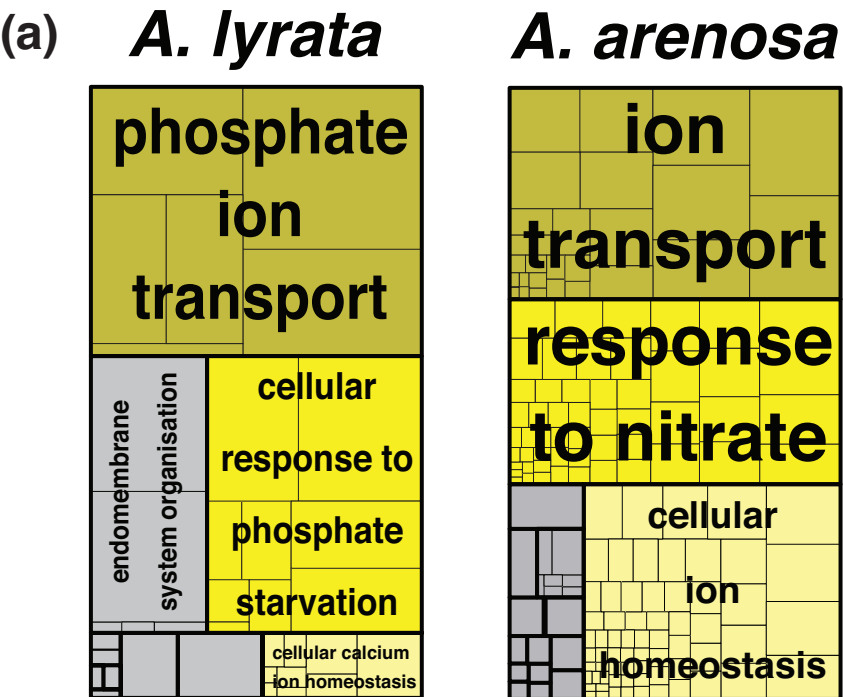 (a)
A. lyrata
A. arenosa
phosphate
ion
transport
endomembrane
system organisation
cellular
response to
phosphate
starvation
cellular calcium
ion homeostasis
ion
transport
response
to nitrate
cellular
ion
homeostasis